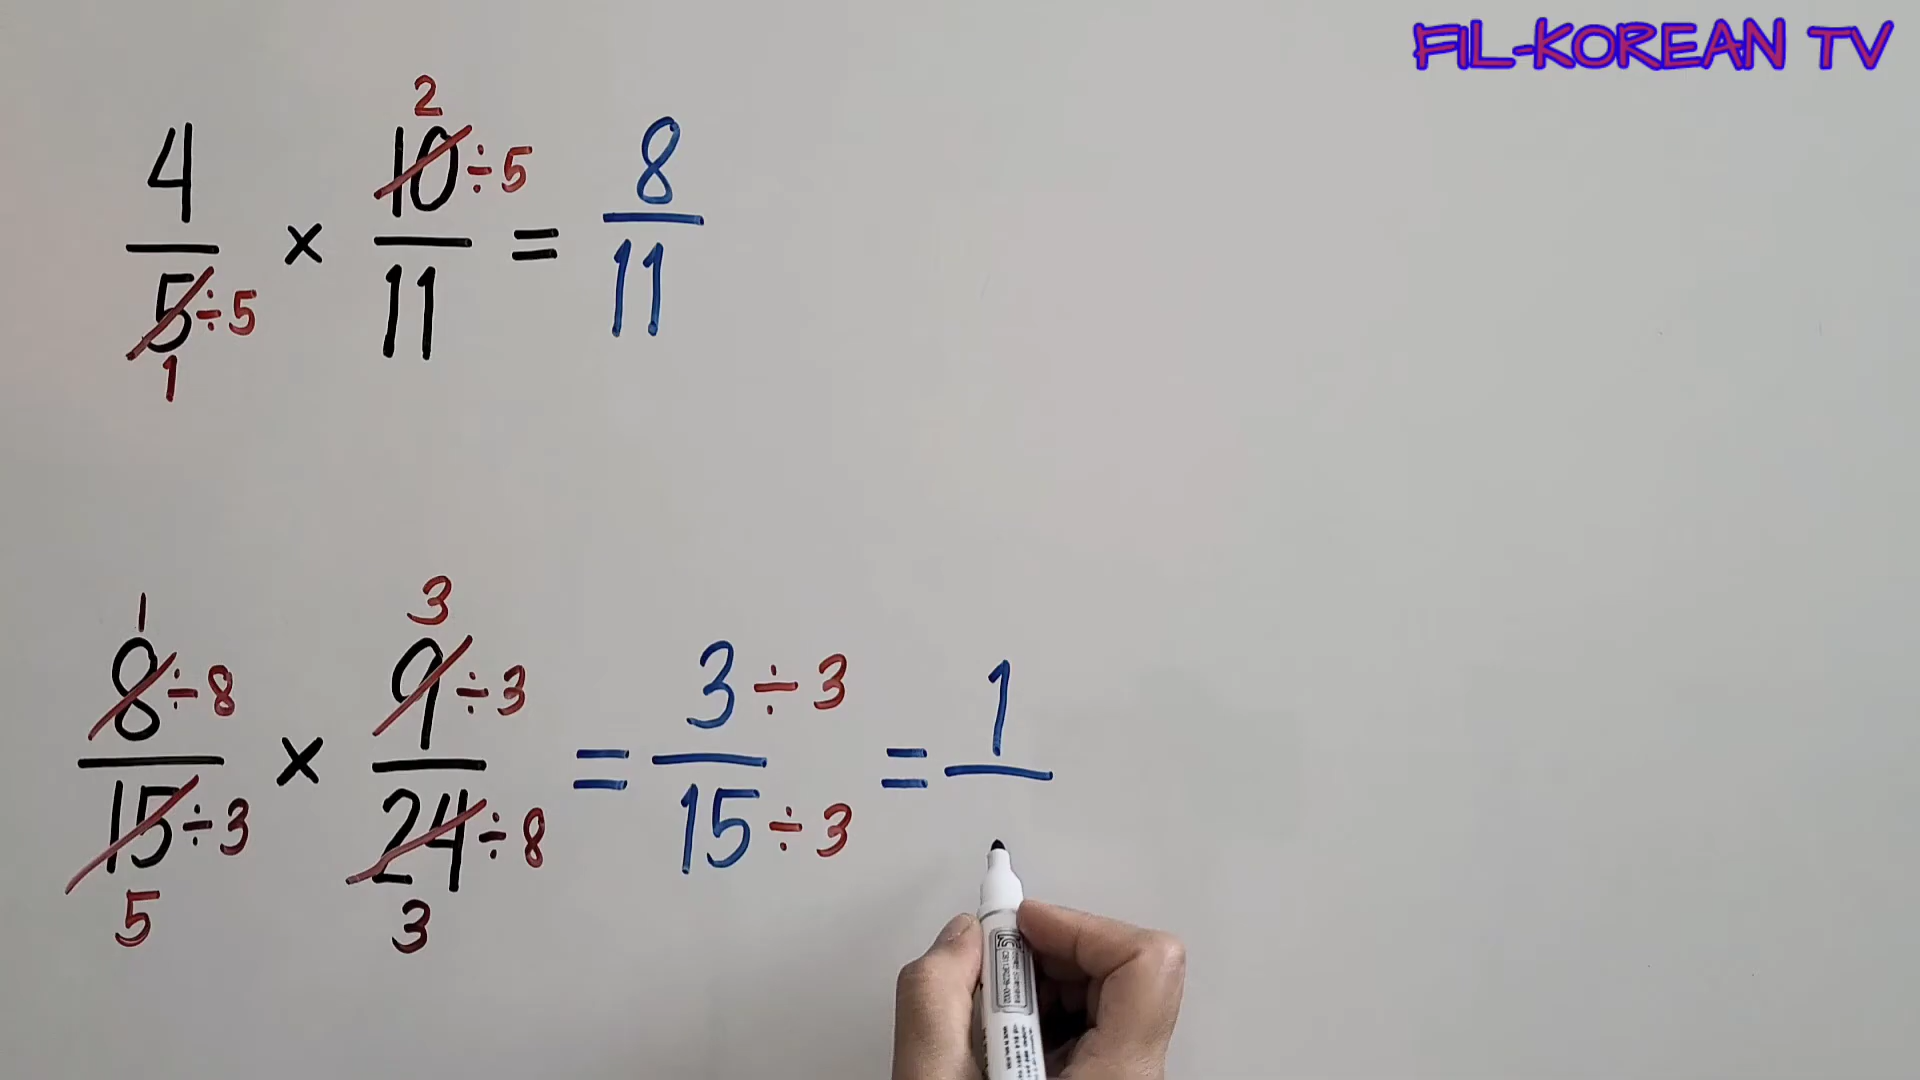 FIL-KOREAN TV
2
4/5 ÷5 × 10/11 ÷5 = 8/11
1
1 3
8/15 ÷8 ÷3 × 9/24 ÷3 ÷8 = 3/15 ÷3 ÷3 = 1
5 3